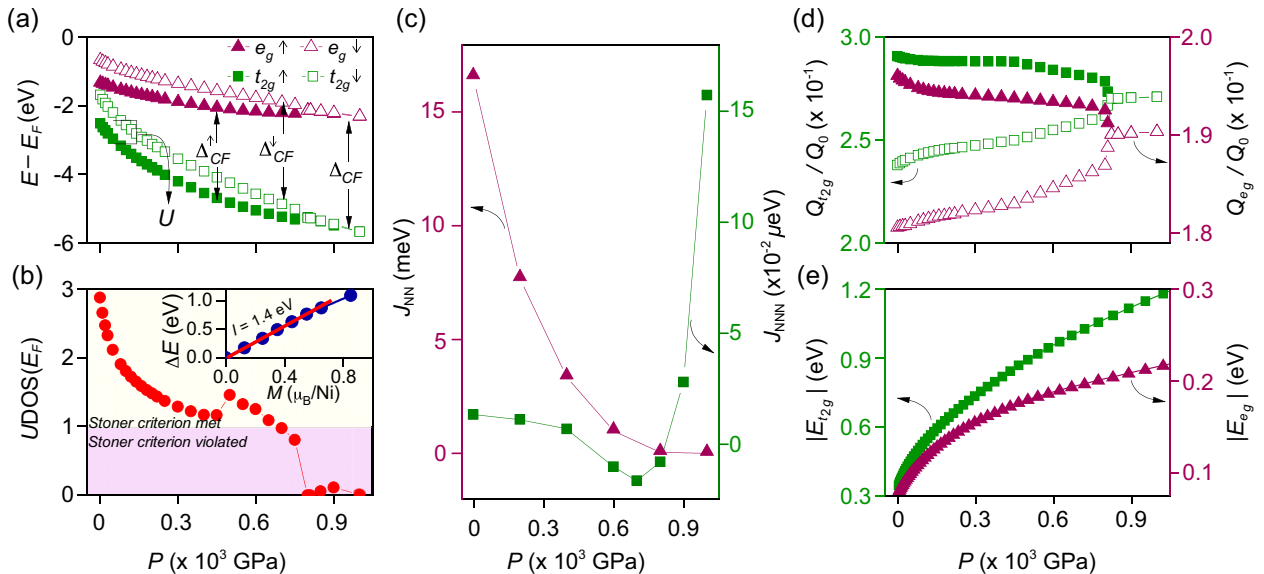 (a)
0
-2
-4
-6
E − E_F (eV)
e_g ↑ e_g ↓
t_2g ↑ t_2g ↓
Δ_CF^↑
Δ_CF^↓
Δ_CF
U
(b)
3
2
1
0
UDOS(E_F)
ΔE (eV)
1.0
0.5
0.0
I = 1.4 eV
0.0 0.4 0.8
M (μ_B/Ni)
Stoner criterion met
Stoner criterion violated
0 0.3 0.6 0.9
P (x 10^3 GPa)
(c)
15
10
5
0
J_NN (meV)
15
10
5
0
J_NNN (x10^-2 μeV)
0 0.3 0.6 0.9
P (x 10^3 GPa)
(d)
3.0
2.5
2.0
Q_t2g / Q_0 (x 10^-1)
2.0
1.9
1.8
Q_eg / Q_0 (x 10^-1)
(e)
1.2
0.9
0.6
0.3
|E_t2g| (eV)
0.3
0.2
0.1
|E_eg| (eV)
0 0.3 0.6 0.9
P (x 10^3 GPa)